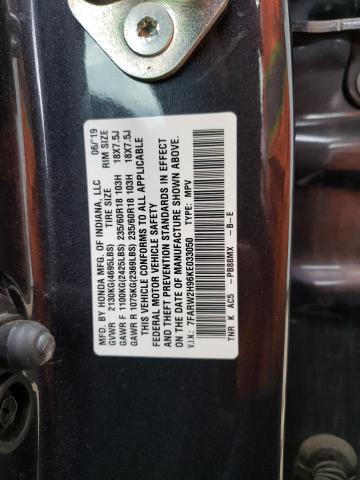 MFD. BY HONDA MFG. OF INDIANA, LLC 06/19
GVWR 2130KG(4695LBS) TIRE SIZE RIM SIZE
GAWR F 1100KG(2425LBS) 235/60R18 103H 18X7.5J
GAWR R 1075KG(2369LBS) 235/60R18 103H 18X7.5J
THIS VEHICLE CONFORMS TO ALL APPLICABLE
FEDERAL MOTOR VEHICLE SAFETY
AND THEFT PREVENTION STANDARDS IN EFFECT
ON THE DATE OF MANUFACTURE SHOWN ABOVE.
V.I.N.: 7FARW2H96KE033050 TYPE: MPV
TNR K AC5 -PB88MX -B-E